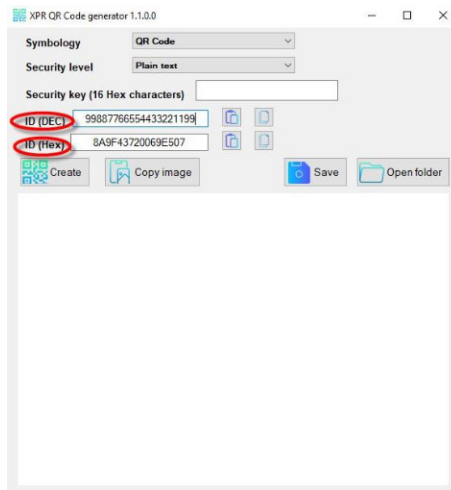 XPR QR Code generator 1.1.0.0
Symbology QR Code
Security level Plain text
Security key (16 Hex characters)
ID (DEC) 99887766554433221199
ID (Hex) 8A9F43720069E507
Create Copy image Save Open folder